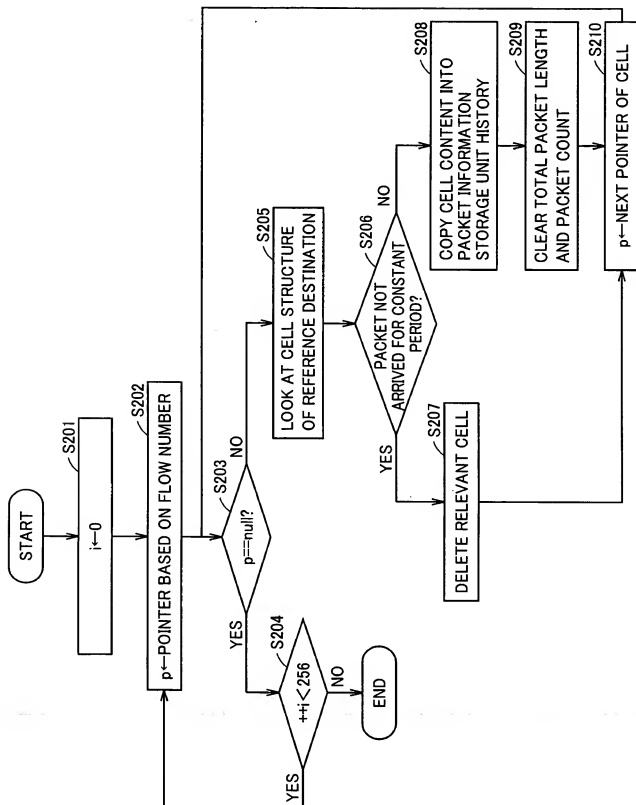 START
S201
i←0
S202
p←POINTER BASED ON FLOW NUMBER
S203
p==null?
YES
NO
S204
++i<256
YES
NO
END
S205
LOOK AT CELL STRUCTURE
OF REFERENCE DESTINATION
S206
PACKET NOT
ARRIVED FOR CONSTANT
PERIOD?
YES
NO
S207
DELETE RELEVANT CELL
S208
COPY CELL CONTENT INTO
PACKET INFORMATION
STORAGE UNIT HISTORY
S209
CLEAR TOTAL PACKET LENGTH
AND PACKET COUNT
S210
p←NEXT POINTER OF CELL